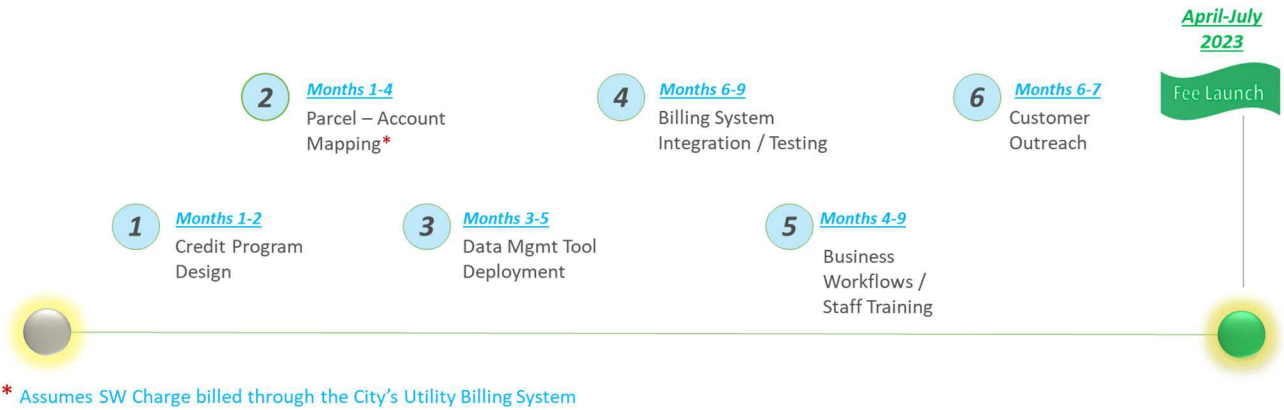 April-July
2023
Fee Launch
2
Months 1-4
Parcel – Account
Mapping*
4
Months 6-9
Billing System
Integration / Testing
6
Months 6-7
Customer
Outreach
1
Months 1-2
Credit Program
Design
3
Months 3-5
Data Mgmt Tool
Deployment
5
Months 4-9
Business
Workflows /
Staff Training
* Assumes SW Charge billed through the City’s Utility Billing System